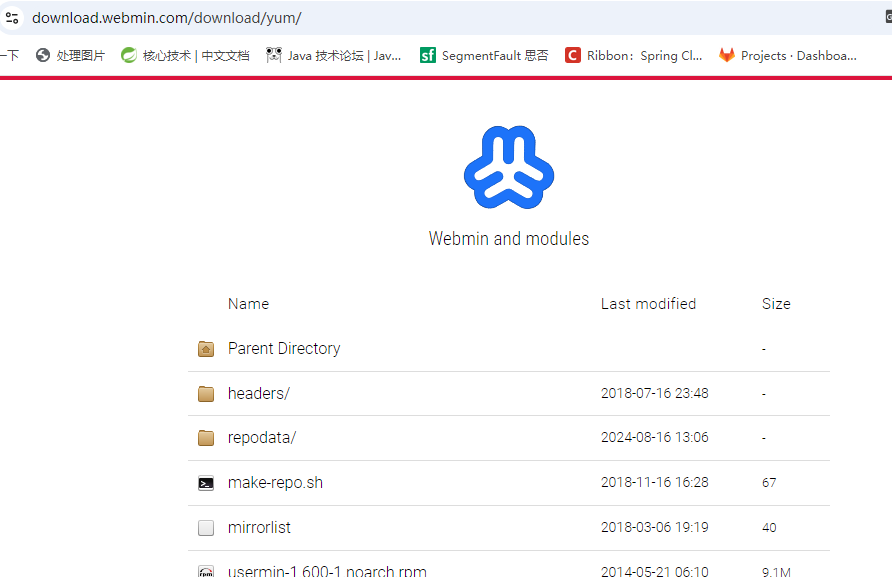 download.webmin.com/download/yum/
一下 处理图片 核心技术 | 中文文档 Java 技术论坛 | Jav... sf SegmentFault 思否 C Ribbon：Spring Cl... Projects · Dashboa...
Webmin and modules
Name Last modified Size
Parent Directory -
headers/ 2018-07-16 23:48 -
repodata/ 2024-08-16 13:06 -
make-repo.sh 2018-11-16 16:28 67
mirrorlist 2018-03-06 19:19 40
rpm usermin-1.600-1.noarch.rpm 2014-05-21 06:10 9.1M